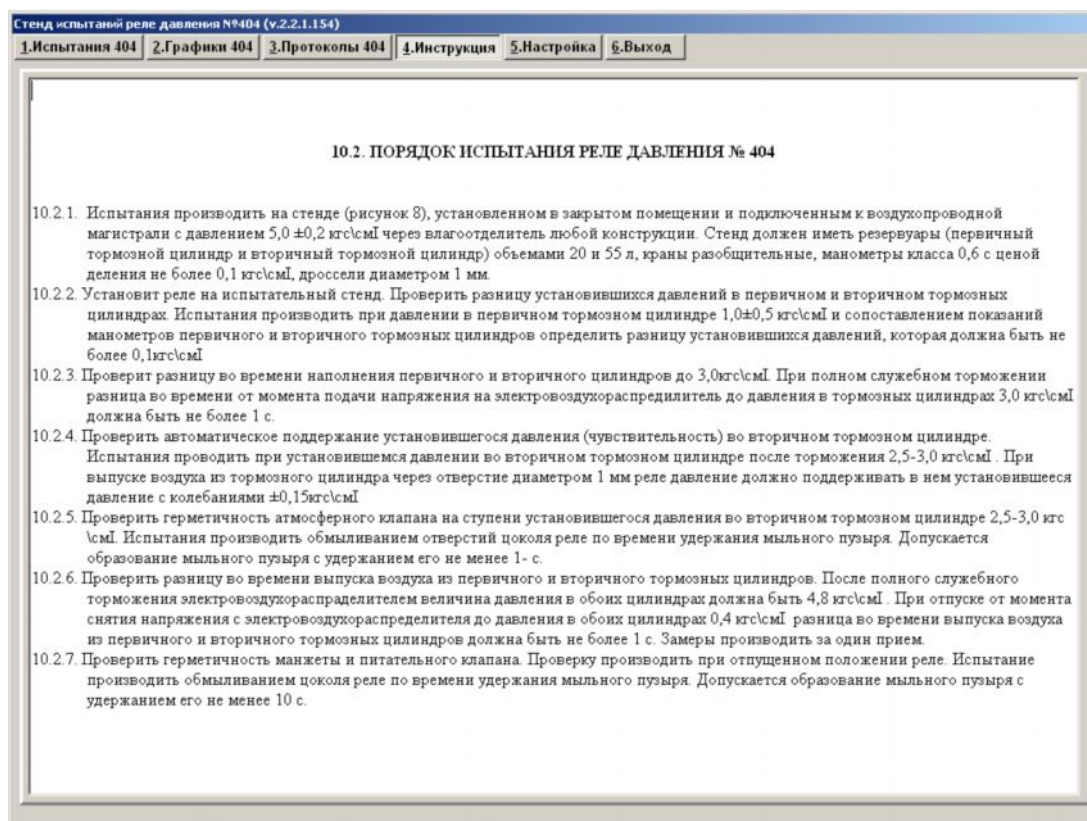 Стенд испытаний реле давления №404 (v.2.2.1.154)
1.Испытания 404 2.Графики 404 3.Протоколы 404 4.Инструкция 5.Настройка 6.Выход
10.2. ПОРЯДОК ИСПЫТАНИЯ РЕЛЕ ДАВЛЕНИЯ № 404
10.2.1. Испытания производить на стенде (рисунок 8), установленном в закрытом помещении и подключенным к воздухопроводной
магистрали с давлением 5,0 ±0,2 кгс\смI через влагоотделитель любой конструкции. Стенд должен иметь резервуары (первичный
тормозной цилиндр и вторичный тормозной цилиндр) объемами 20 и 55 л, краны разобщительные, манометры класса 0,6 с ценой
деления не более 0,1 кгс\смI, дроссели диаметром 1 мм.
10.2.2. Установит реле на испытательный стенд. Проверить разницу установившихся давлений в первичном и вторичном тормозных
цилиндрах. Испытания производить при давлении в первичном тормозном цилиндре 1,0±0,5 кгс\смI и сопоставлением показаний
манометров первичного и вторичного тормозных цилиндров определить разницу установившихся давлений, которая должна быть не
более 0,1кгс\смI
10.2.3. Проверит разницу во времени наполнения первичного и вторичного цилиндров до 3,0кгс\смI. При полном служебном торможении
разница во времени от момента подачи напряжения на электровоздухораспредилитель до давления в тормозных цилиндрах 3,0 кгс\смI
должна быть не более 1 с.
10.2.4. Проверить автоматическое поддержание установившегося давления (чувствительность) во вторичном тормозном цилиндре.
Испытания проводить при установившемся давлении во вторичном тормозном цилиндре после торможения 2,5-3,0 кгс\смI . При
выпуске воздуха из тормозного цилиндра через отверстие диаметром 1 мм реле давление должно поддерживать в нем установившееся
давление с колебаниями ±0,15кгс\смI
10.2.5. Проверить герметичность атмосферного клапана на ступени установившегося давления во вторичном тормозном цилиндре 2,5-3,0 кгс
\смI. Испытания производить обмыливанием отверстий цоколя реле по времени удержания мыльного пузыря. Допускается
образование мыльного пузыря с удержанием его не менее 1- с.
10.2.6. Проверить разницу во времени выпуска воздуха из первичного и вторичного тормозных цилиндров. После полного служебного
торможения электровоздухораспраделителем величина давления в обоих цилиндрах должна быть 4,8 кгс\смI . При отпуске от момента
снятия напряжения с электровоздухораспределителя до давления в обоих цилиндрах 0,4 кгс\смI разница во времени выпуска воздуха
из первичного и вторичного тормозных цилиндров должна быть не более 1 с. Замеры производить за один прием.
10.2.7. Проверить герметичность манжеты и питательного клапана. Проверку производить при отпущенном положении реле. Испытание
производить обмыливанием цоколя реле по времени удержания мыльного пузыря. Допускается образование мыльного пузыря с
удержанием его не менее 10 с.